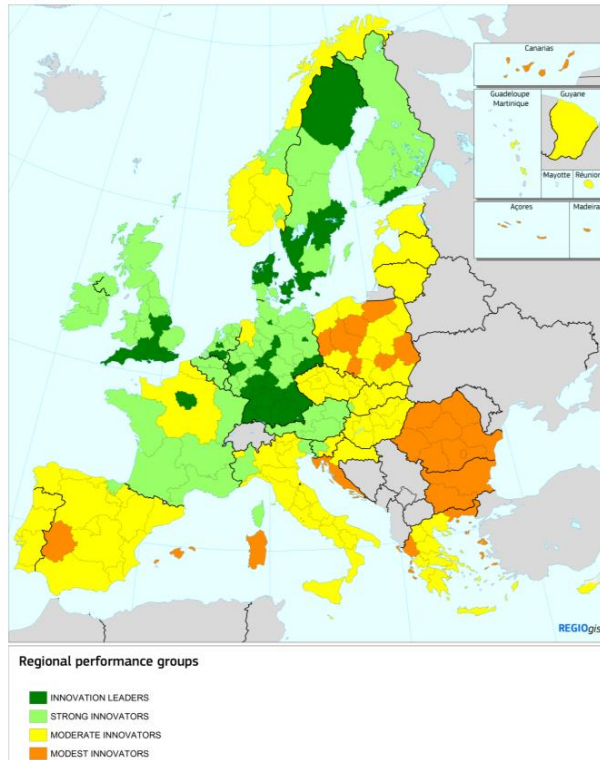 Canarias
Guadeloupe
Martinique
Guyane
Mayotte
Réunion
Açores
Madeira
REGIOgis
Regional performance groups
INNOVATION LEADERS
STRONG INNOVATORS
MODERATE INNOVATORS
MODEST INNOVATORS